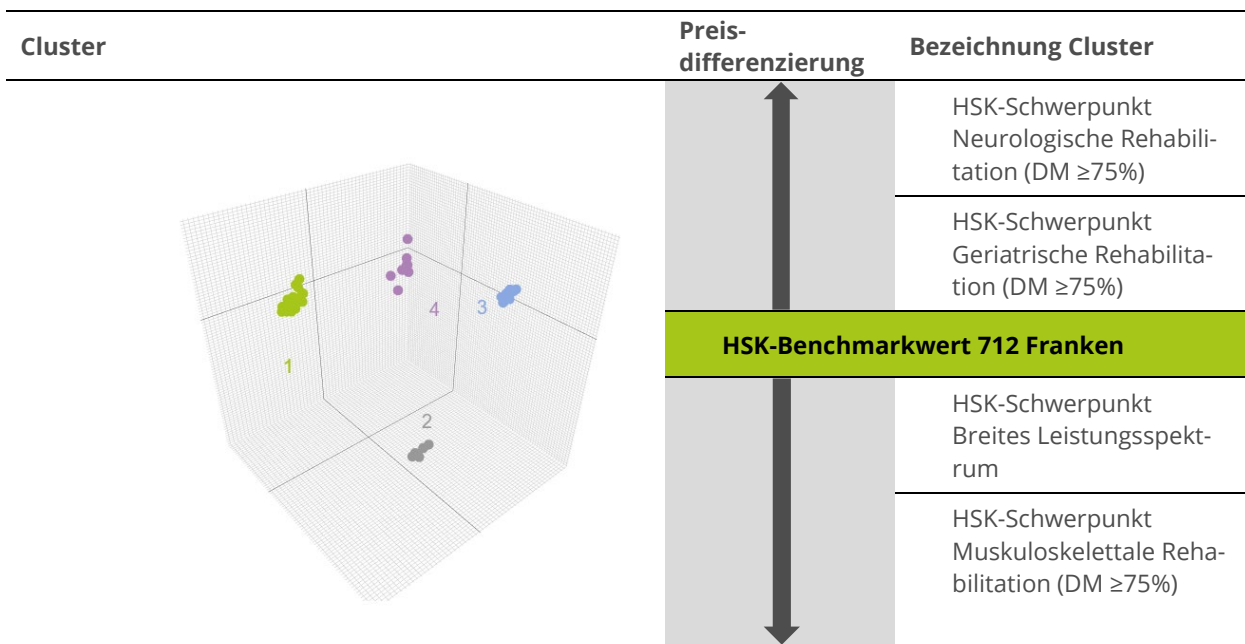 Cluster
Preis-
differenzierung
Bezeichnung Cluster
1
2
3
4
HSK-Schwerpunkt
Neurologische Rehabili-
tation (DM ≥75%)
HSK-Schwerpunkt
Geriatrische Rehabilita-
tion (DM ≥75%)
HSK-Benchmarkwert 712 Franken
HSK-Schwerpunkt
Breites Leistungsspekt-
rum
HSK-Schwerpunkt
Muskuloskelettale Reha-
bilitation (DM ≥75%)